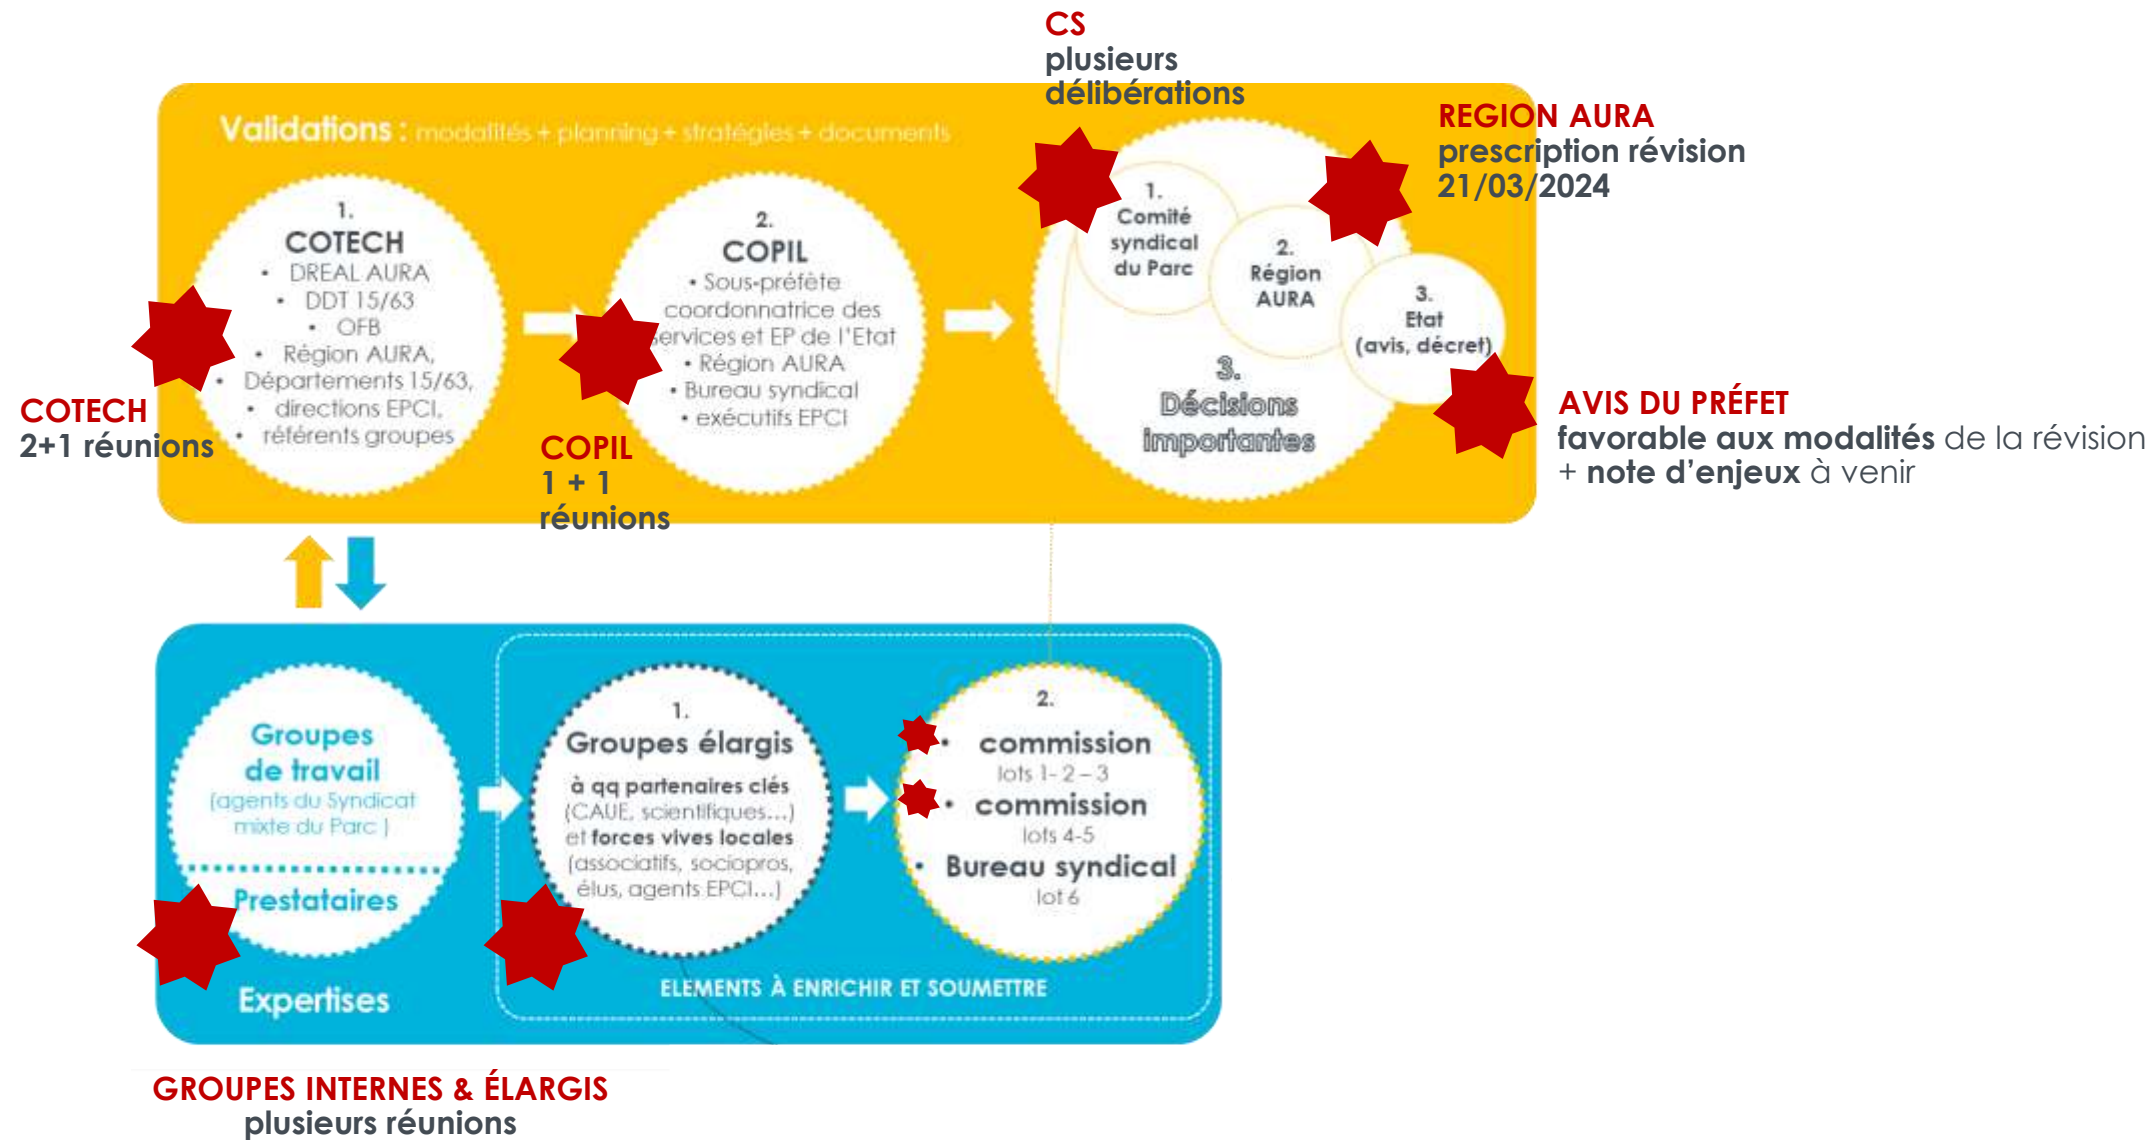 CS
plusieurs
délibérations
REGION AURA
prescription révision
21/03/2024
Validations : modalités + planning + stratégies + documents
1.
COTECH
• DREAL AURA
• DDT 15/63
• OFB
• Région AURA,
• Départements 15/63,
• directions EPCI,
• référents groupes
COTECH
2+1 réunions
2.
COPIL
• Sous-préfète
coordonnatrice des
services et EP de l'Etat
• Région AURA
• Bureau syndical
• exécutifs EPCI
COPIL
1 + 1
réunions
1.
Comité
syndical
du Parc
2.
Région
AURA
3.
Etat
(avis, décret)
3.
Décisions
importantes
AVIS DU PRÉFET
favorable aux modalités de la révision
+ note d'enjeux à venir
Groupes
de travail
(agents du Syndicat
mixte du Parc )
Prestataires
Expertises
1.
Groupes élargis
à qq partenaires clés
(CAUE, scientifiques...)
et forces vives locales
(associatifs, sociopros,
élus, agents EPCI...)
2.
• commission
lots 1- 2 – 3
• commission
lots 4-5
• Bureau syndical
lot 6
ELEMENTS À ENRICHIR ET SOUMETTRE
GROUPES INTERNES & ÉLARGIS
plusieurs réunions